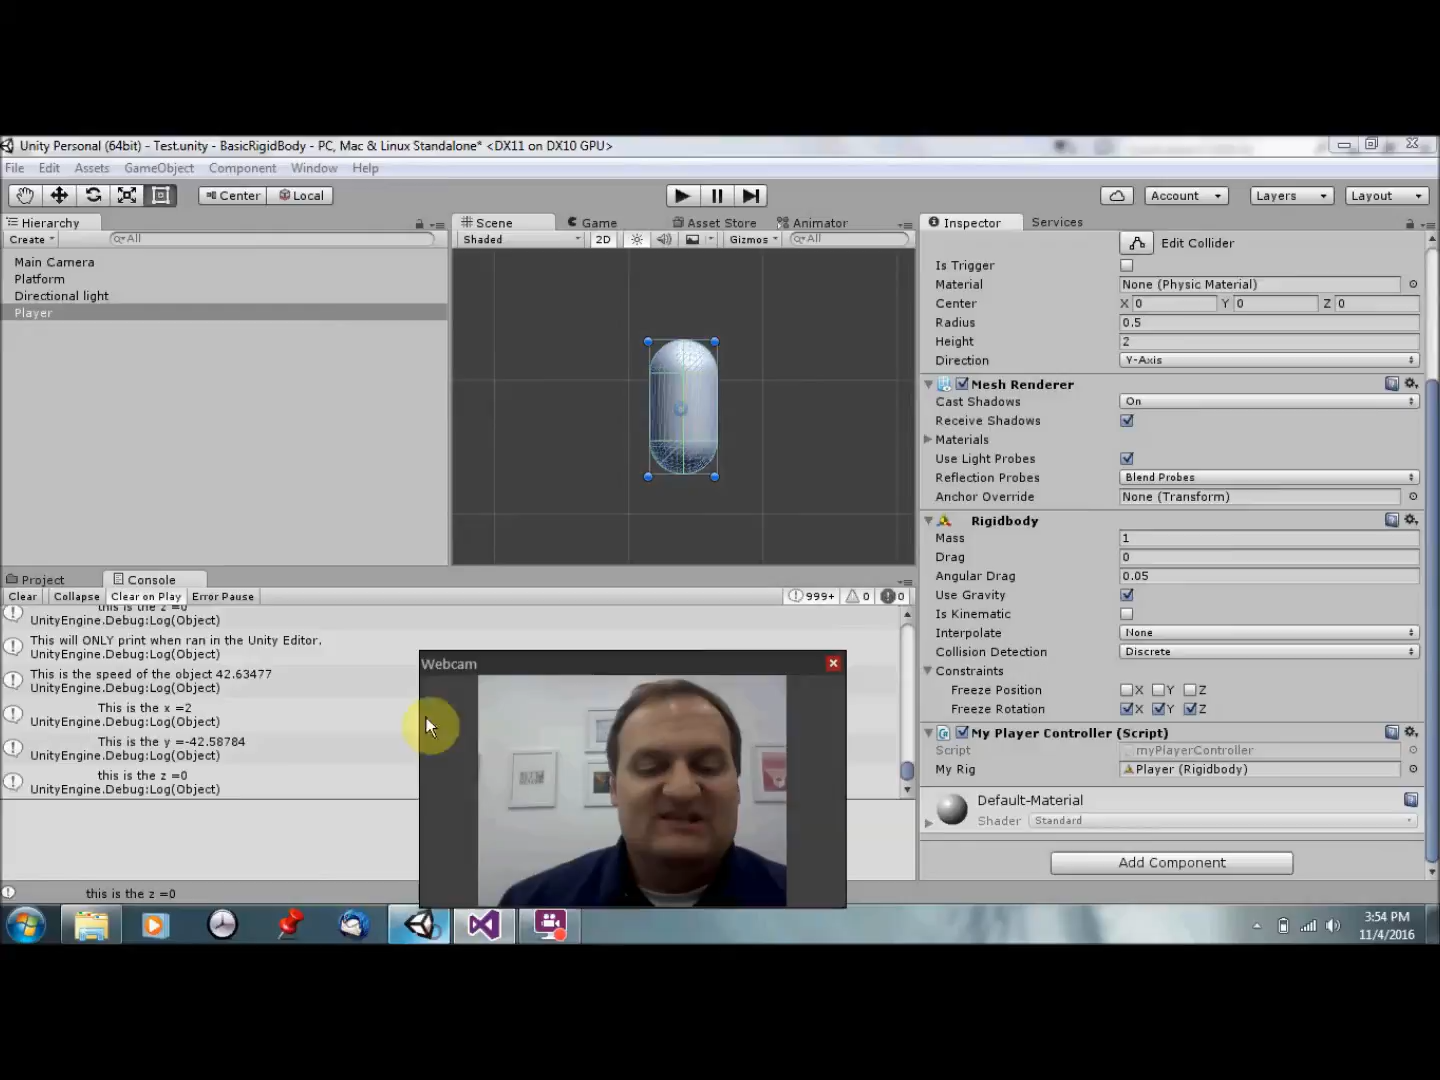 Unity Personal (64bit) - Test.unity - BasicRigidBody - PC, Mac & Linux Standalone* <DX11 on DX10 GPU>
File Edit Assets GameObject Component Window Help
Center Local Account Layers Layout
Hierarchy
Create All
Main Camera
Platform
Directional light
Player
Scene Game Asset Store Animator
Shaded 2D Gizmos All
Inspector Services
Edit Collider
Is Trigger
Material None (Physic Material)
Center X 0 Y 0 Z 0
Radius 0.5
Height 2
Direction Y-Axis
Mesh Renderer
Cast Shadows On
Receive Shadows
Materials
Use Light Probes
Reflection Probes Blend Probes
Anchor Override None (Transform)
Rigidbody
Mass 1
Drag 0
Angular Drag 0.05
Use Gravity
Is Kinematic
Interpolate None
Collision Detection Discrete
Constraints
Freeze Position X Y Z
Freeze Rotation X Y Z
My Player Controller (Script)
Script myPlayerController
My Rig Player (Rigidbody)
Default-Material
Shader Standard
Add Component
Project Console
Clear Collapse Clear on Play Error Pause 999+ 0 0
this is the z =0
UnityEngine.Debug:Log(Object)
This will ONLY print when ran in the Unity Editor.
UnityEngine.Debug:Log(Object)
This is the speed of the object 42.63477
UnityEngine.Debug:Log(Object)
This is the x =2
UnityEngine.Debug:Log(Object)
This is the y =-42.58784
UnityEngine.Debug:Log(Object)
this is the z =0
UnityEngine.Debug:Log(Object)
Webcam
this is the z =0
3:54 PM
11/4/2016